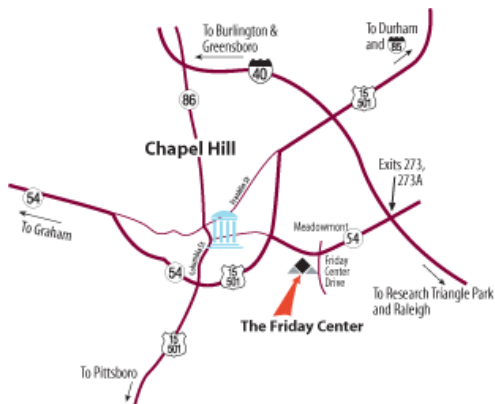 To Burlington &
Greensboro
To Durham
and 85
40
15
501
86
Chapel Hill
Exits 273,
273A
Franklin St
54
To Graham
Columbia St
Meadowmont
54
Friday
Center
Drive
54
15
501
To Research Triangle Park
and Raleigh
The Friday Center
15
501
To Pittsboro